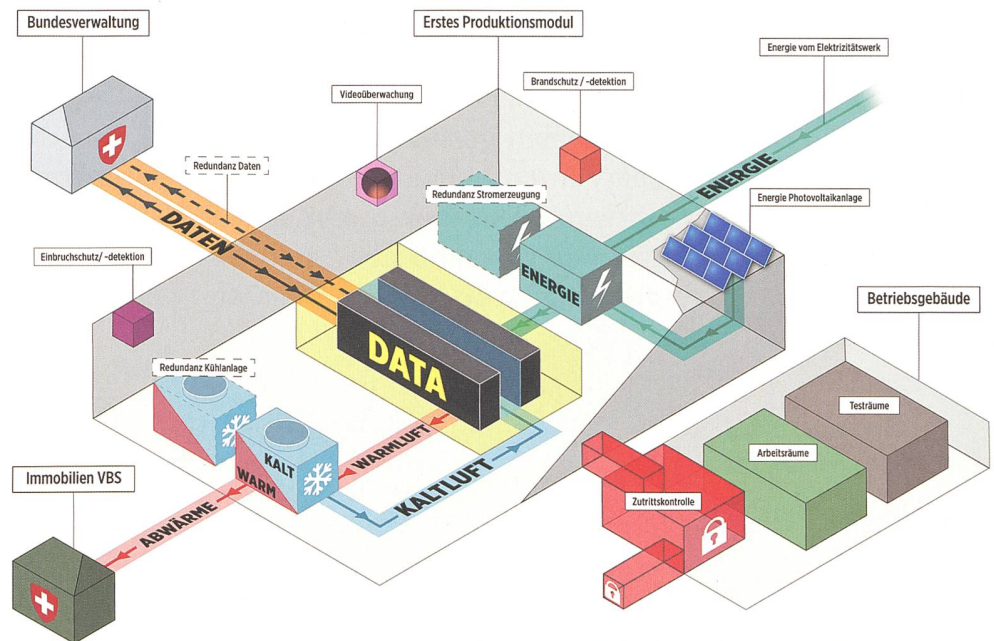 Bundesverwaltung
Erstes Produktionsmodul
Energie vom Elektrizitätswerk
Brandschutz / -detektion
Videoüberwachung
Redundanz Daten
Redundanz Stromerzeugung
ENERGIE
Energie Photovoltaikanlage
DATEN
Einbruchschutz/ -detektion
ENERGIE
Betriebsgebäude
DATA
Redundanz Kühlanlage
Testräume
WARMLUFT
KALT
WARM
KALTLUFT
Arbeitsräume
Immobilien VBS
Zutrittskontrolle
ABWÄRME
?
?